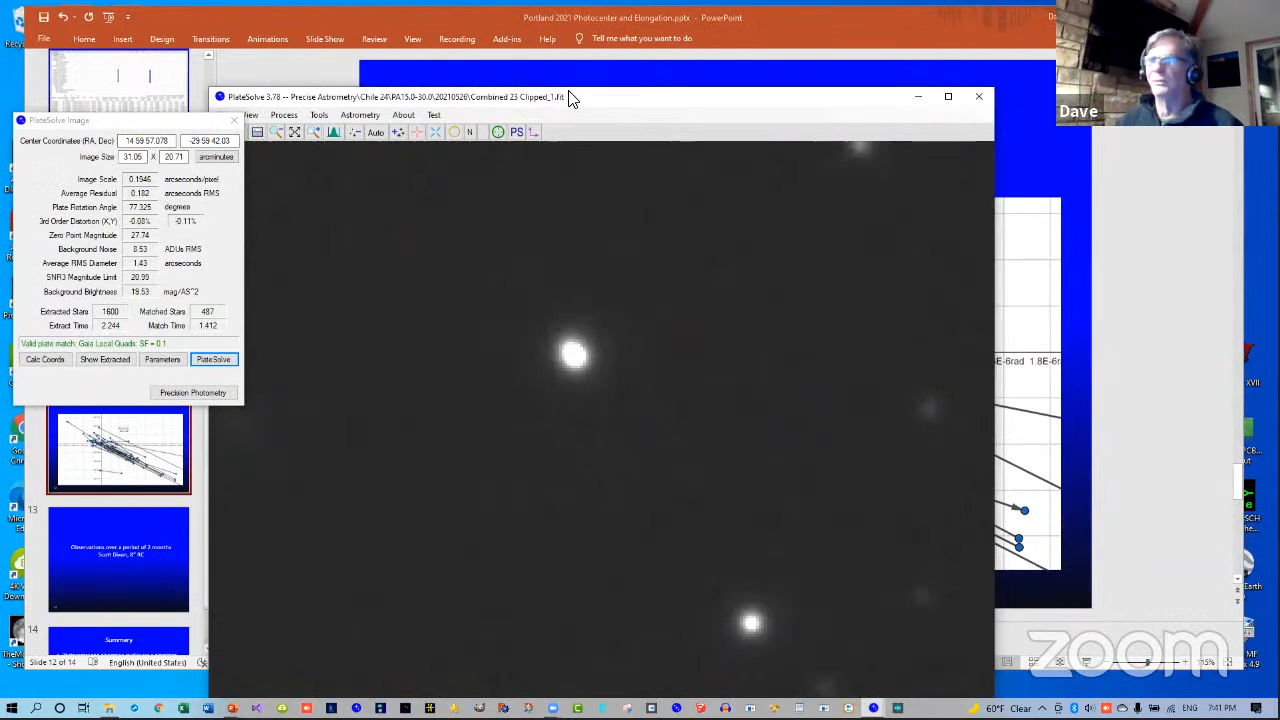 Portland 2021 Photocenter and Elongation.pptx - PowerPoint
File Home Insert Design Transitions Animations Slide Show Review View Recording Add-ins Help Tell me what you want to do
Dave
PlateSolve 3.78 -- Precise Astrometry\Chile 24\PA15.0-30.0\20210526\Combined 23 Clipped_1.fit
Process Tools Astrometry About Test
Auto N PS
PlateSolve Image
Center Coordinates (RA, Dec) 14 59 57.078 -29 59 42.03
Image Size 31.05 X 20.71 arcminutes
Image Scale 0.1946 arcseconds/pixel
Average Residual 0.182 arcseconds RMS
Plate Rotation Angle 77.325 degrees
3rd Order Distortion (X,Y) -0.08% -0.11%
Zero Point Magnitude 27.74
Background Noise 8.53 ADUs RMS
Average RMS Diameter 1.43 arcseconds
SNR3 Magnitude Limit 20.99
Background Brightness 19.53 mag/AS^2
Extracted Stars 1600 Matched Stars 487
Extract Time 2.244 Match Time 1.412
Valid plate match: Gaia Local Quads: SF = 0.1
Calc Coords Show Extracted Parameters PlateSolve
Precision Photometry
E-6rad 1.8E-6r
XVII
Earth
13
Observations over a period of 2 months
Scott Dixon, 8" RC
14
Summary
Slide 12 of 14 English (United States)
115%
zoom
60°F Clear 7:41 PM